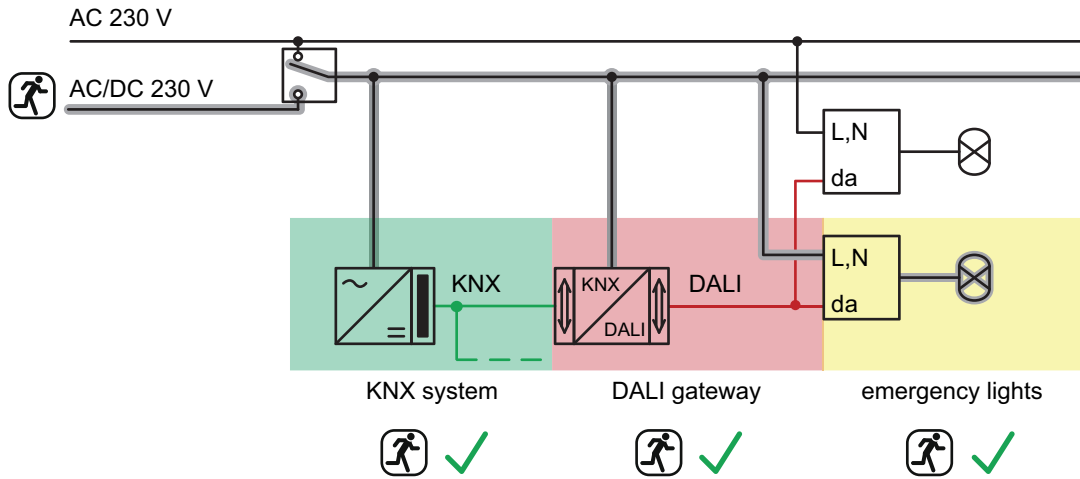 AC 230 V
AC/DC 230 V
L,N
da
L,N
da
KNX
KNX
DALI
DALI
KNX system
DALI gateway
emergency lights